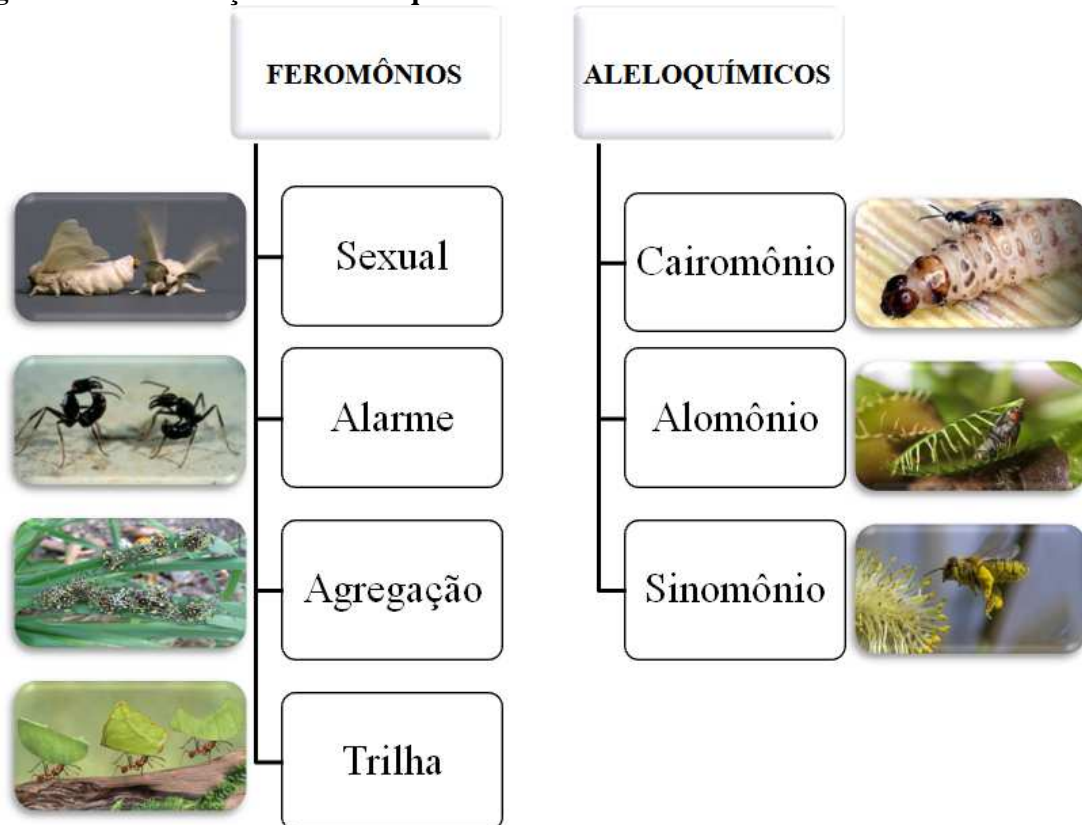 FEROMÔNIOS
Sexual
Alarme
Agregação
Trilha
ALELOQUÍMICOS
Cairomônio
Alomônio
Sinomônio